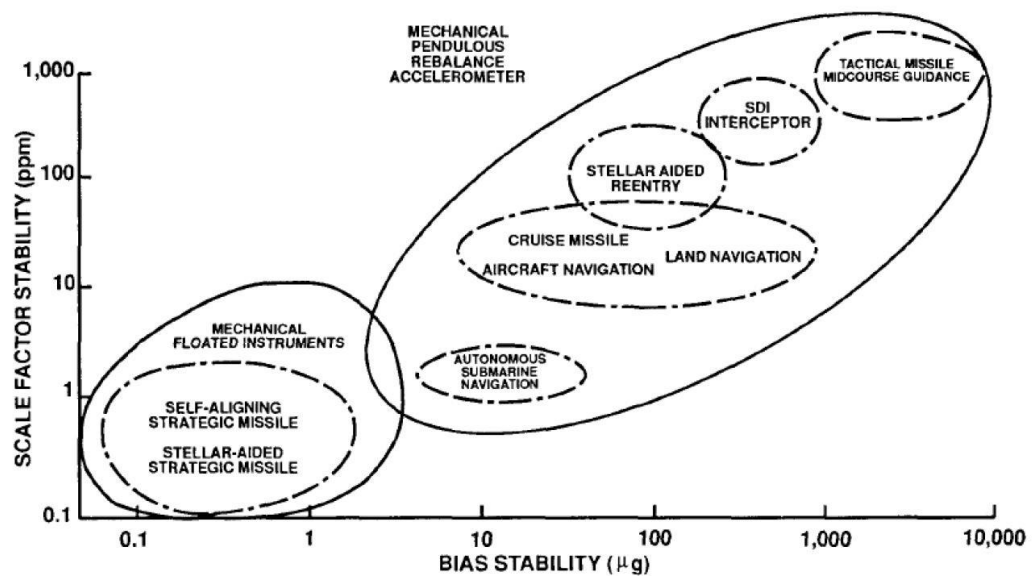 MECHANICAL
PENDULOUS
REBALANCE
ACCELEROMETER
TACTICAL MISSILE
MIDCOURSE GUIDANCE
SDI
INTERCEPTOR
STELLAR AIDED
REENTRY
CRUISE MISSILE
LAND NAVIGATION
AIRCRAFT NAVIGATION
MECHANICAL
FLOATED INSTRUMENTS
AUTONOMOUS
SUBMARINE
NAVIGATION
SELF-ALIGNING
STRATEGIC MISSILE
STELLAR-AIDED
STRATEGIC MISSILE
SCALE FACTOR STABILITY (ppm)
1,000
100
10
1
0.1
0.1 1 10 100 1,000 10,000
BIAS STABILITY (μg)